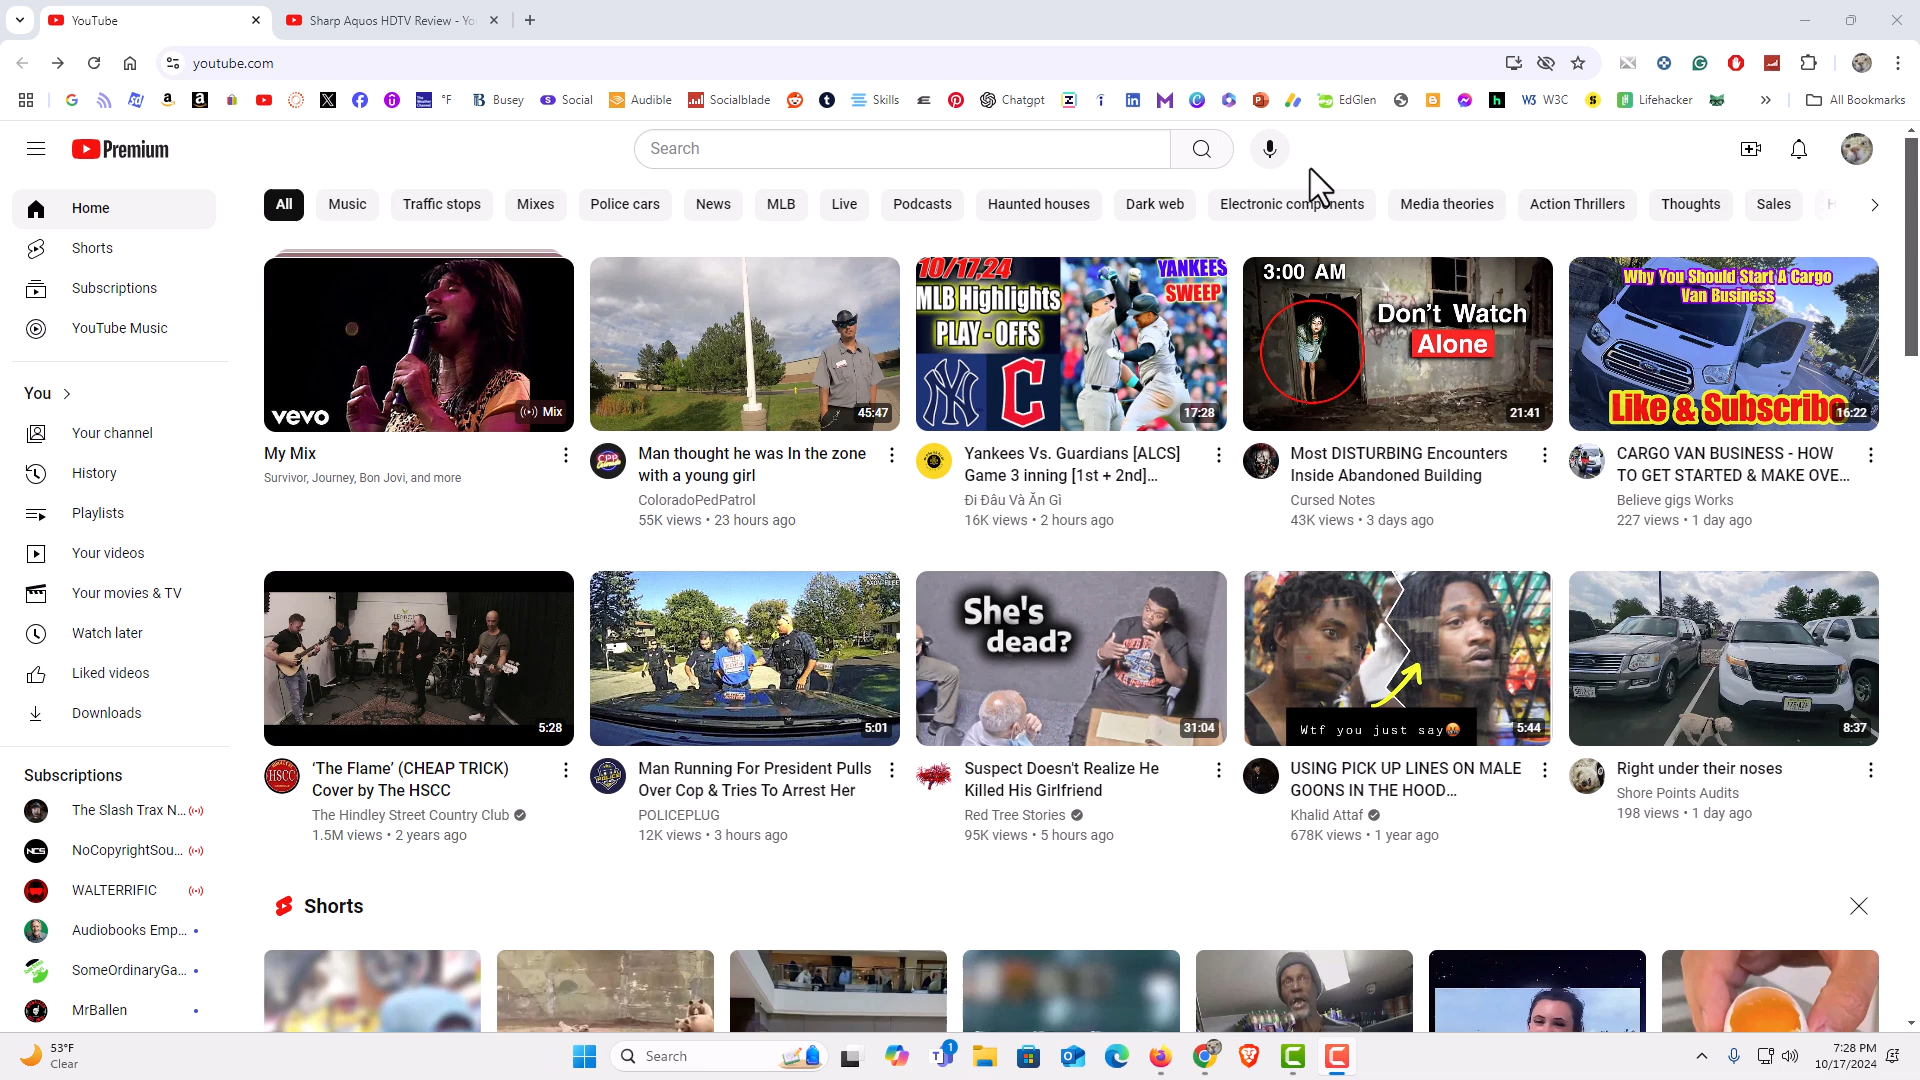 YouTube
Sharp Aquos HDTV Review - Yo
youtube.com
°F
Busey
Social
Audible
Socialblade
Skills
Chatgpt
EdGlen
W3C
Lifehacker
All Bookmarks
Premium
Search
Home
Shorts
Subscriptions
YouTube Music
You
Your channel
History
Playlists
Your videos
Your movies & TV
Watch later
Liked videos
Downloads
Subscriptions
The Slash Trax N...
NoCopyrightSou...
WALTERRIFIC
Audiobooks Emp...
SomeOrdinaryGa...
MrBallen
All
Music
Traffic stops
Mixes
Police cars
News
MLB
Live
Podcasts
Haunted houses
Dark web
Electronic components
Media theories
Action Thrillers
Thoughts
Sales
vevo
Mix
My Mix
Survivor, Journey, Bon Jovi, and more
45:47
Man thought he was In the zone
with a young girl
ColoradoPedPatrol
55K views • 23 hours ago
10/17,24
MLB Highlights
PLAY - OFFS
YANKEES
SWEEP
17:28
Yankees Vs. Guardians [ALCS]
Game 3 inning [1st + 2nd]...
Đi Đâu Và Ăn Gì
16K views • 2 hours ago
3:00 AM
Don't Watch
Alone
21:41
Most DISTURBING Encounters
Inside Abandoned Building
Cursed Notes
43K views • 3 days ago
Why You Should Start A Cargo
Van Business
Like & Subscribe
16:22
CARGO VAN BUSINESS - HOW
TO GET STARTED & MAKE OVE...
Believe gigs Works
227 views • 1 day ago
5:28
HSCC
‘The Flame’ (CHEAP TRICK)
Cover by The HSCC
The Hindley Street Country Club
1.5M views • 2 years ago
5:01
Man Running For President Pulls
Over Cop & Tries To Arrest Her
POLICEPLUG
12K views • 3 hours ago
She's
dead?
31:04
Suspect Doesn't Realize He
Killed His Girlfriend
Red Tree Stories
95K views • 5 hours ago
Wtf you just say
5:44
USING PICK UP LINES ON MALE
GOONS IN THE HOOD...
Khalid Attaf
678K views • 1 year ago
8:37
Right under their noses
Shore Points Audits
198 views • 1 day ago
Shorts
53°F
Clear
Search
1
7:28 PM
10/17/2024